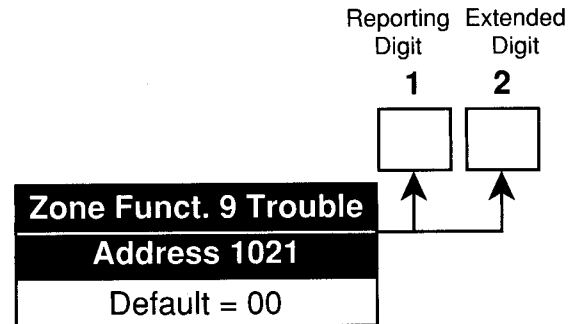 Reporting Extended
Digit Digit
1 2
Zone Funct. 9 Trouble
Address 1021
Default = 00